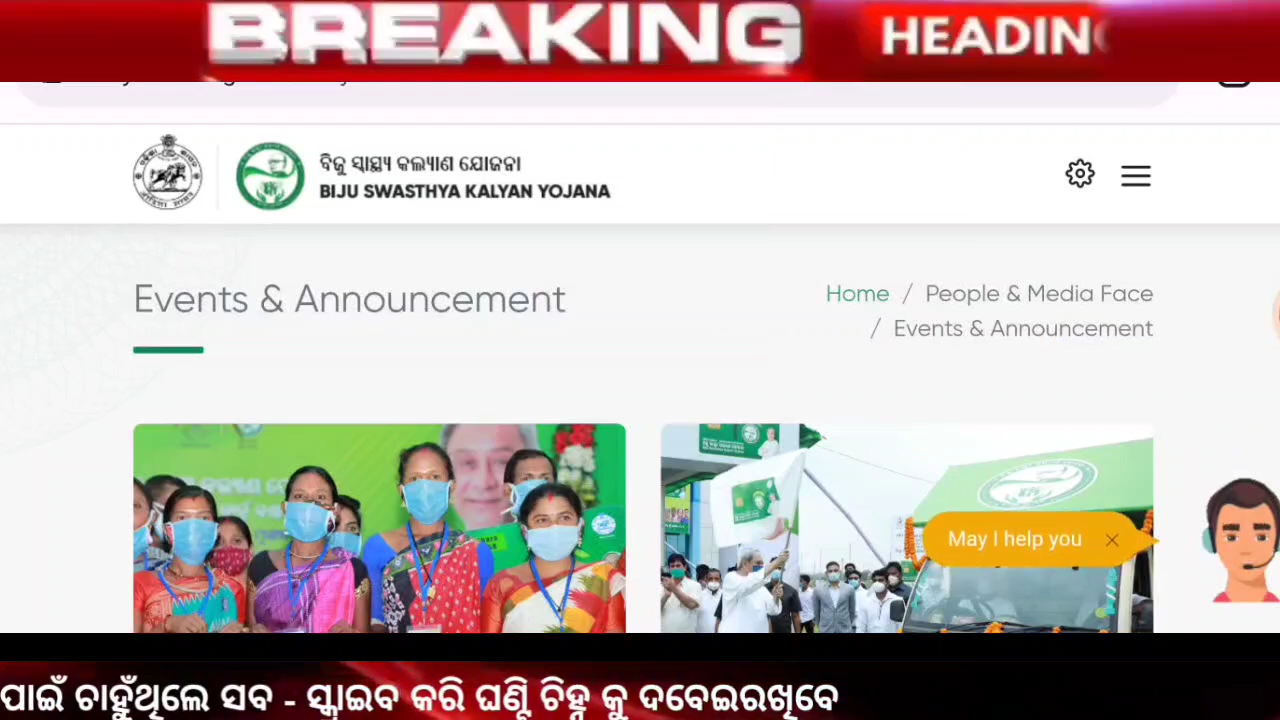 BREAKING
HEADIN
ବିଜୁ ସ୍ୱାସ୍ଥ୍ୟ କଲ୍ୟାଣ ଯୋଜନା
BIJU SWASTHYA KALYAN YOJANA
Events & Announcement
Home / People & Media Face
/ Events & Announcement
May I help you
ପାଇଁ ଚାହୁଁଥିଲେ ସବ - ସ୍କ୍ରାଇବ କରି ଘଣ୍ଟି ଚିହ୍ନ କୁ ଦବେଇରଖିବେ